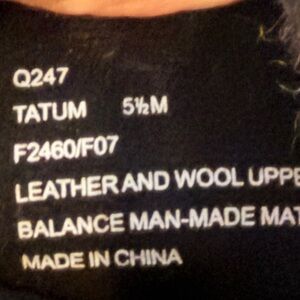 Q247
TATUM 5½M
F2460/F07
LEATHER AND WOOL UPPE
BALANCE MAN-MADE MAT
MADE IN CHINA